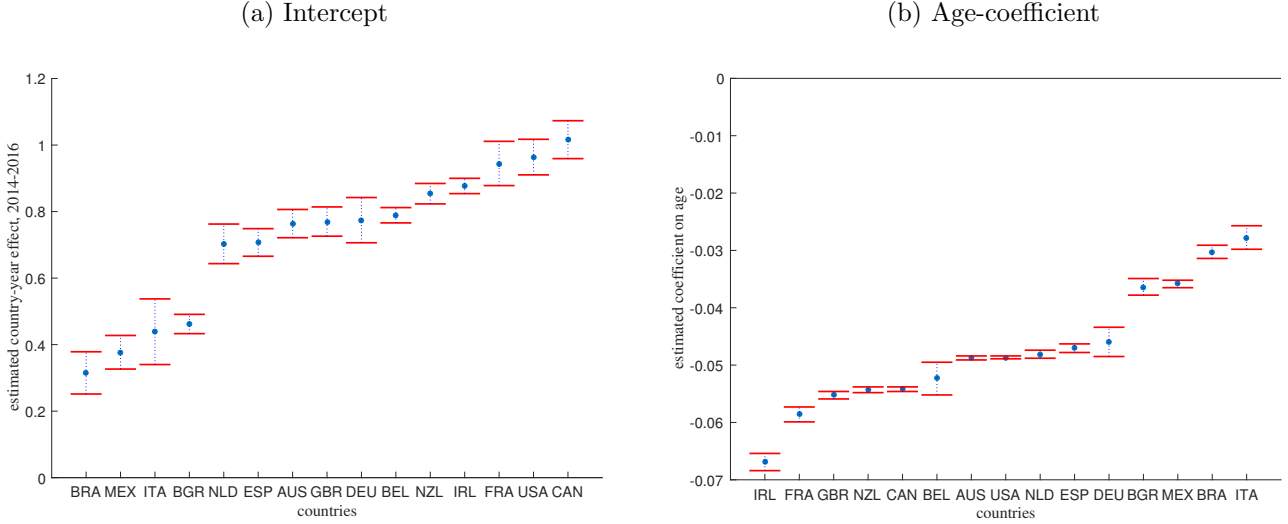 (a) Intercept
estimated country-year effect, 2014-2016
1.2
1
0.8
0.6
0.4
0.2
0
BRA MEX ITA BGR NLD ESP AUS GBR DEU BEL NZL IRL FRA USA CAN
countries
(b) Age-coefficient
estimated coefficient on age
0
-0.01
-0.02
-0.03
-0.04
-0.05
-0.06
-0.07
IRL FRA GBR NZL CAN BEL AUS USA NLD ESP DEU BGR MEX BRA ITA
countries